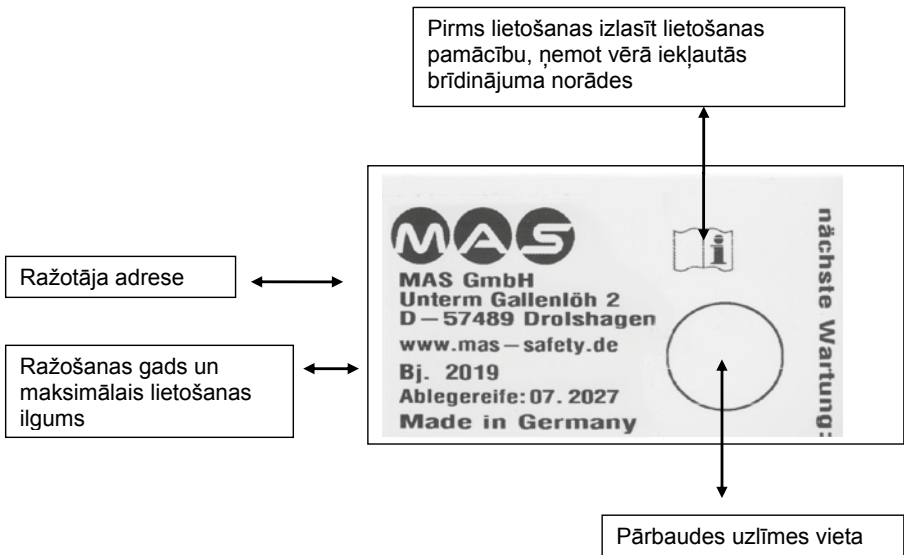 Pirms lietošanas izlasīt lietošanas
pamācību, ņemot vērā iekļautās
brīdinājuma norādes
Ražotāja adrese
Ražošanas gads un
maksimālais lietošanas
ilgums
MAS
MAS GmbH
Unterm Gallenlöh 2
D—57489 Drolshagen
www.mas—safety.de
Bj. 2019
Ablegereife: 07. 2027
Made in Germany
i
nächste Wartung:
Pārbaudes uzlīmes vieta